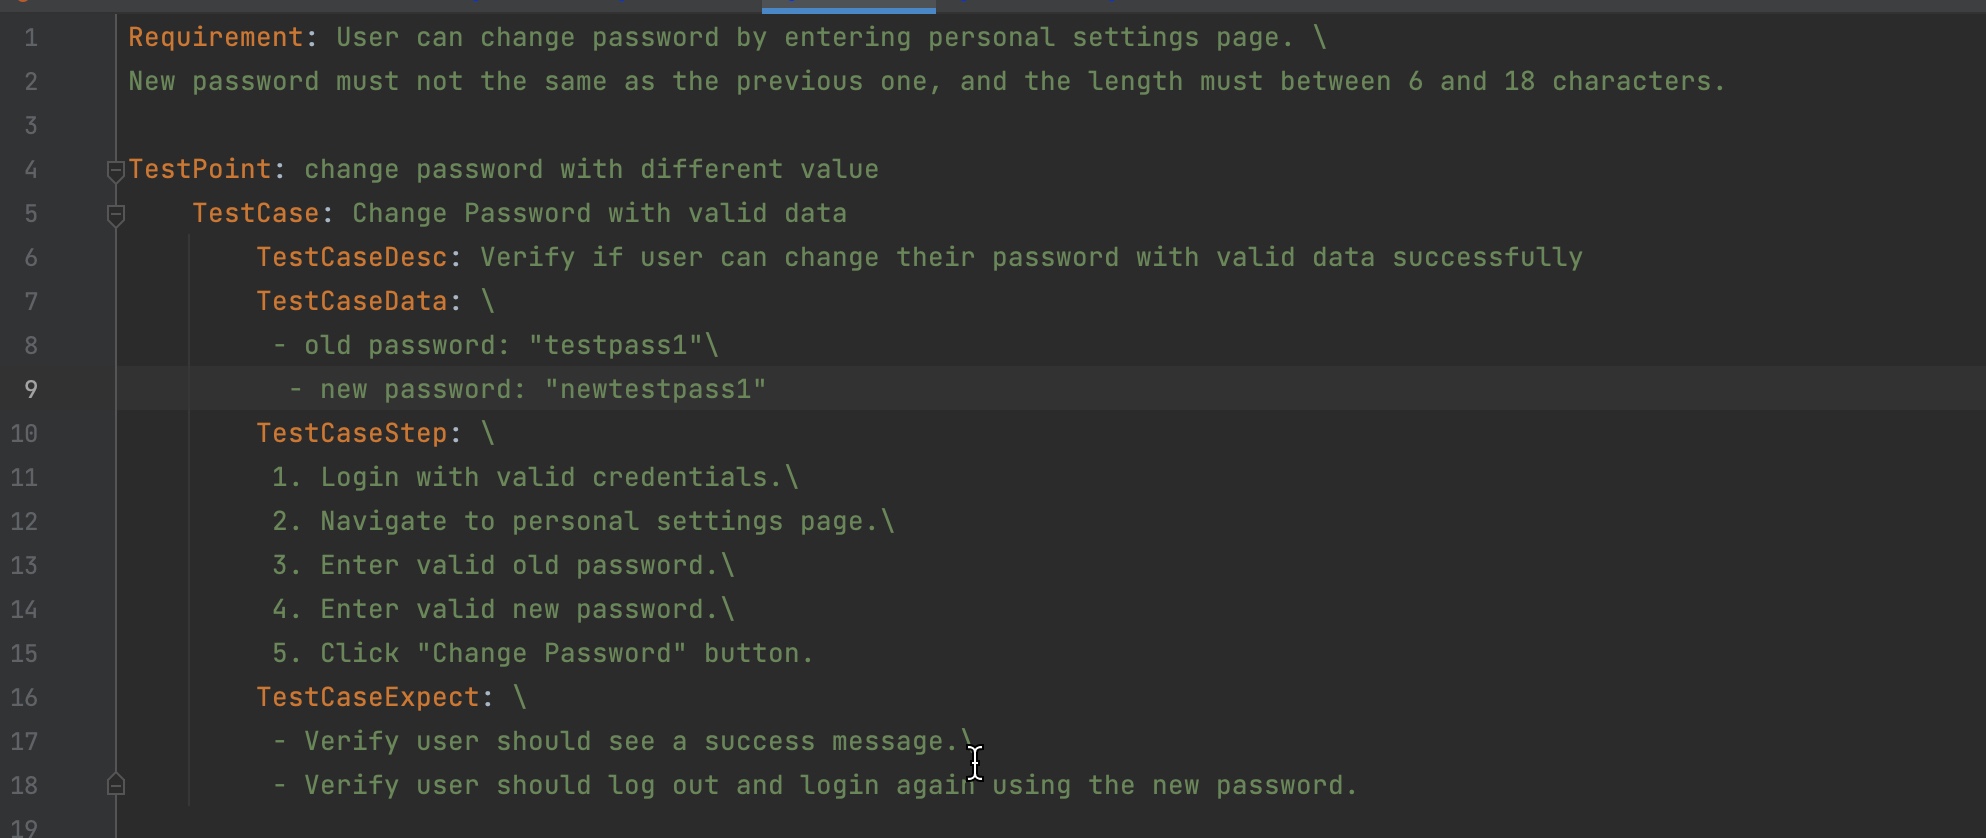 1 Requirement: User can change password by entering personal settings page. \
2 New password must not the same as the previous one, and the length must between 6 and 18 characters.
3
4 TestPoint: change password with different value
5 TestCase: Change Password with valid data
6 TestCaseDesc: Verify if user can change their password with valid data successfully
7 TestCaseData: \
8 - old password: "testpass1"\
9 - new password: "newtestpass1"
10 TestCaseStep: \
11 1. Login with valid credentials.\
12 2. Navigate to personal settings page.\
13 3. Enter valid old password.\
14 4. Enter valid new password.\
15 5. Click "Change Password" button.
16 TestCaseExpect: \
17 - Verify user should see a success message.\
18 - Verify user should log out and login again using the new password.
19